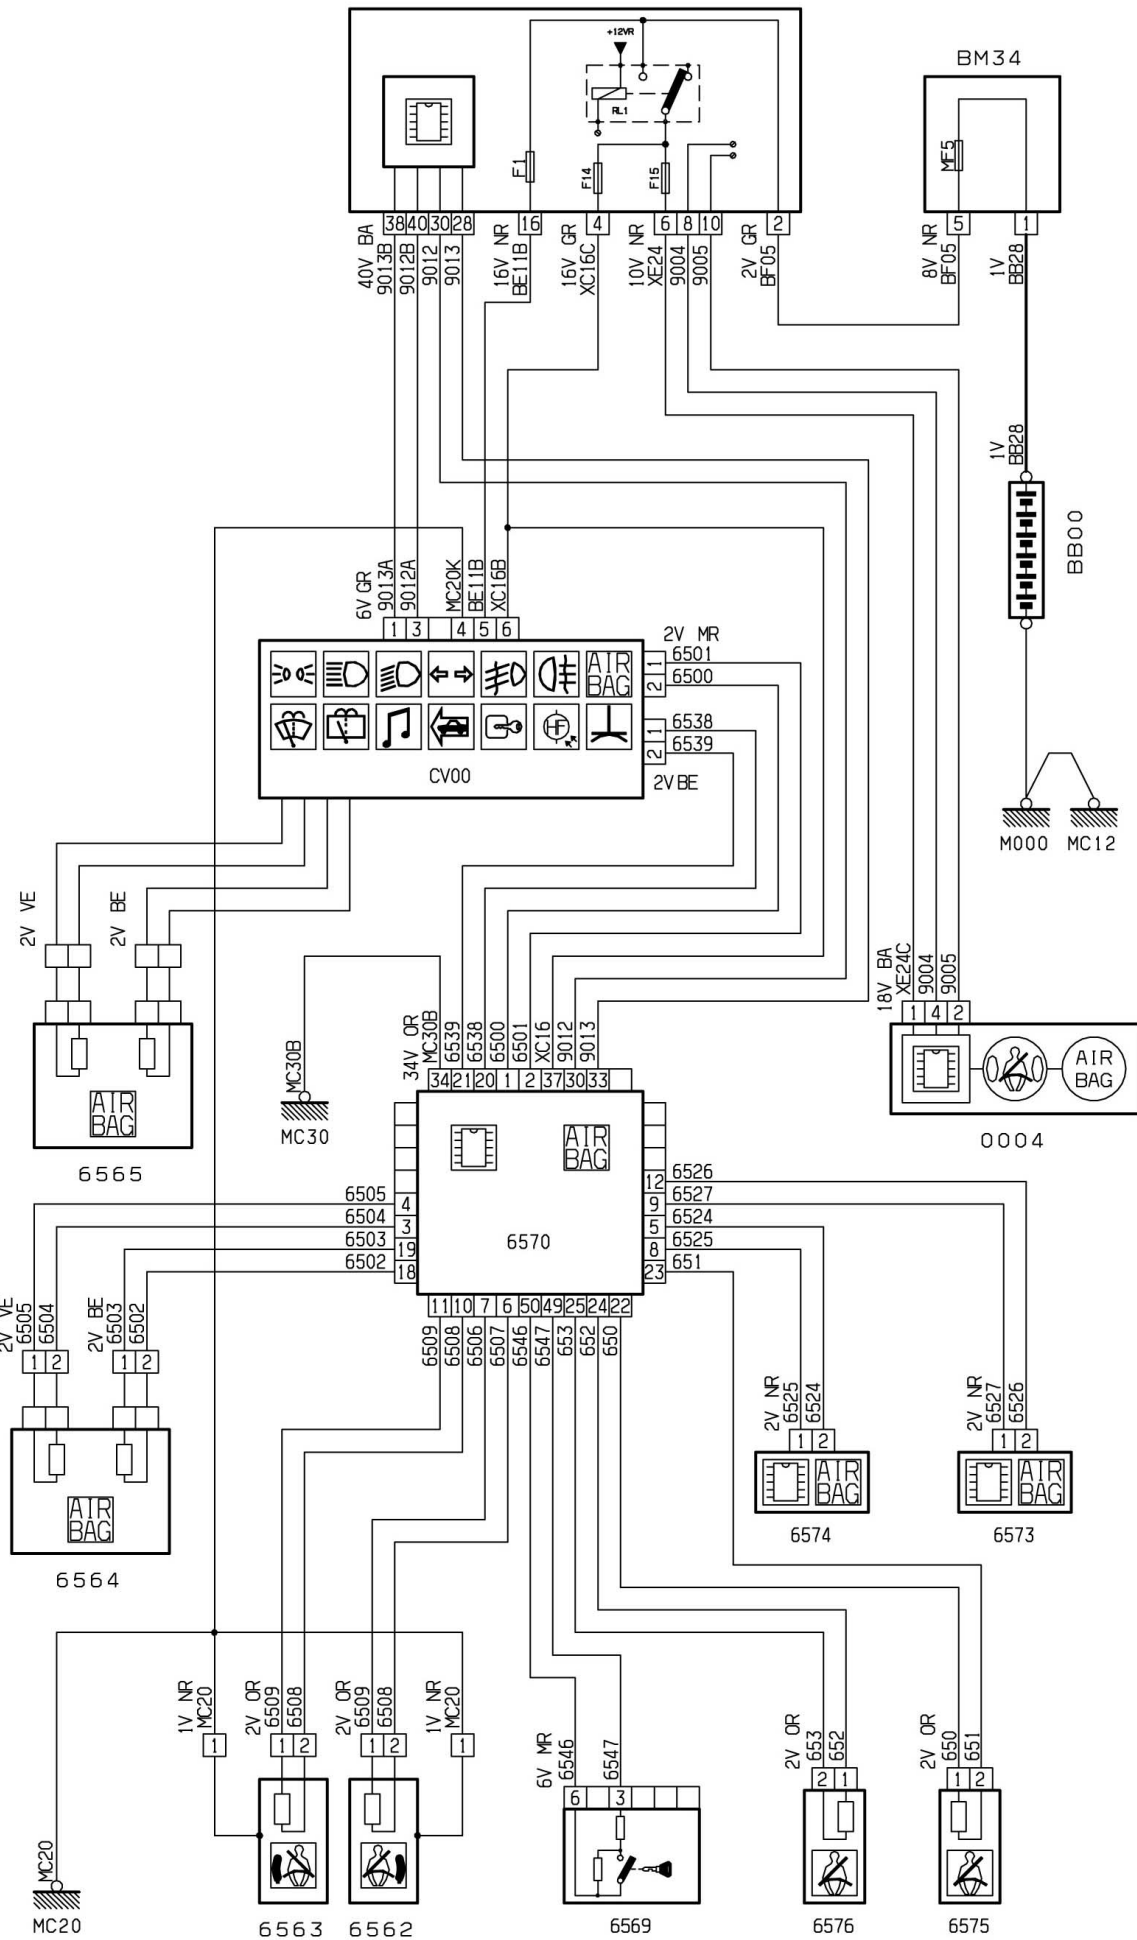 BM34
+12VR
RL1
F1
F14
F15
MF5
38 40 30 28 16 4 6 8 10 2 5 1
40V BA
9013B
9012B
9012
9013
16V NR
BE11B
16V GR
XC16C
10V NR
XE24
9004
9005
2V GR
BF05
8V NR
BF05
1V
BB28
1V
BB28
BB00
M000 MC12
6V GR
9013A
9012A
MC20K
BE11B
XC16B
1 3 4 5 6
2V MR
1 6501
2 6500
1 6538
2 6539
2V BE
AIR
BAG
HF
CV00
2V VE
2V BE
AIR
BAG
6565
MC30B
MC30
34V OR
MC30B
6539
6538
6500
6501
XC16
9012
9013
34 21 20 1 2 37 30 33
18V BA
XE24C
9004
9005
1 4 2
AIR
BAG
0004
AIR
BAG
6570
6505 4
6504 3
6503 19
6502 18
12 6526
9 6527
5 6524
8 6525
23 651
11 10 7 6 50 49 25 24 22
6509
6508
6506
6507
6546
6547
653
652
650
2V VE
6505
6504
2V BE
6503
6502
1 2 1 2
AIR
BAG
6564
2V NR
6525
6524
1 2
AIR
BAG
6574
2V NR
6527
6526
1 2
AIR
BAG
6573
1V NR
MC20
1
2V OR
6509
6508
1 2
2V OR
6509
6508
1 2
1V NR
MC20
1
6V MR
6546
6547
6 3
2V OR
653
652
2 1
2V OR
650
651
1 2
MC20
MC20
6563 6562 6569 6576 6575